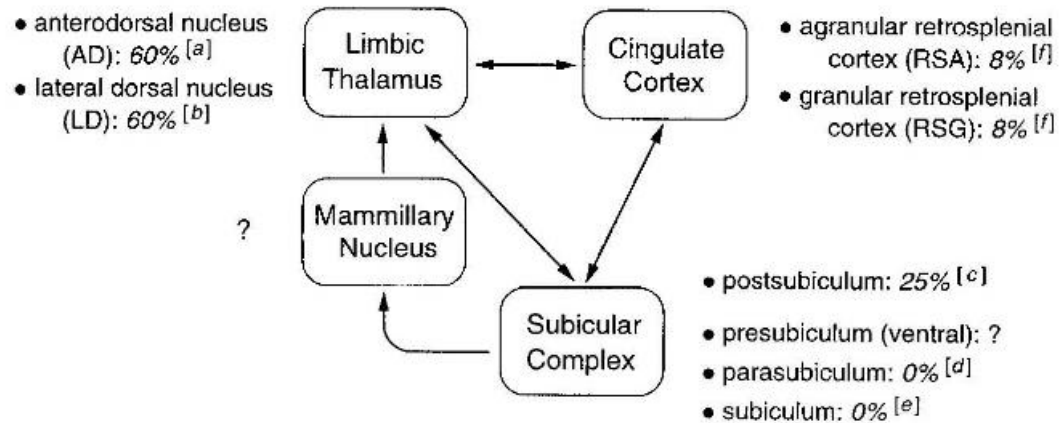 • anterodorsal nucleus
(AD): 60% [a]
• lateral dorsal nucleus
(LD): 60% [b]
Limbic
Thalamus
Cingulate
Cortex
• agranular retrosplenial
cortex (RSA): 8% [f]
• granular retrosplenial
cortex (RSG): 8% [f]
?
Mammillary
Nucleus
Subicular
Complex
• postsubiculum: 25% [c]
• presubiculum (ventral): ?
• parasubiculum: 0% [d]
• subiculum: 0% [e]